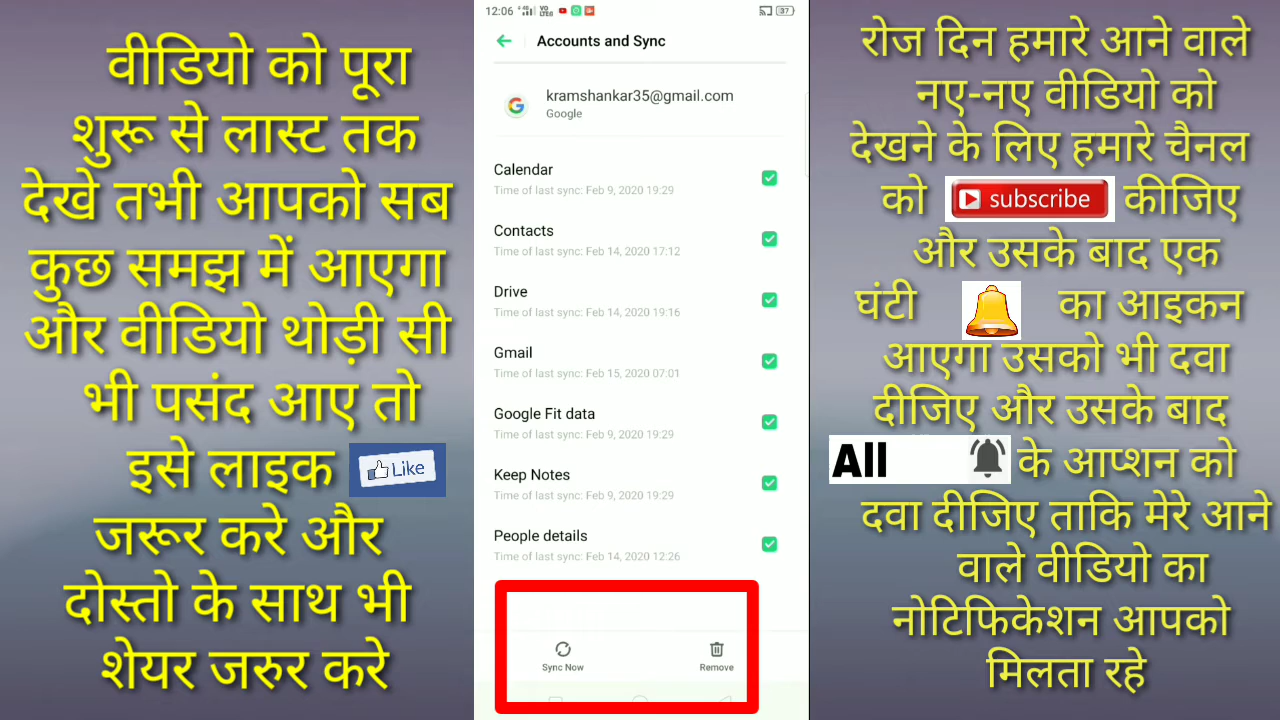 वीडियो को पूरा
शुरू से लास्ट तक
देखे तभी आपको सब
कुछ समझ में आएगा
और वीडियो थोड़ी सी
भी पसंद आए तो
इसे लाइक Like
जरूर करे और
दोस्तो के साथ भी
शेयर जरुर करे
12:06 4G VO LTE 37
Accounts and Sync
kramshankar35@gmail.com
Google
Calendar
Time of last sync: Feb 9, 2020 19:29
Contacts
Time of last sync: Feb 14, 2020 17:12
Drive
Time of last sync: Feb 14, 2020 19:16
Gmail
Time of last sync: Feb 15, 2020 07:01
Google Fit data
Time of last sync: Feb 9, 2020 19:29
Keep Notes
Time of last sync: Feb 9, 2020 19:29
People details
Time of last sync: Feb 14, 2020 12:26
Sync Now Remove
रोज दिन हमारे आने वाले
नए-नए वीडियो को
देखने के लिए हमारे चैनल
को subscribe कीजिए
और उसके बाद एक
घंटी का आइकन
आएगा उसको भी दवा
दीजिए और उसके बाद
All के आप्शन को
दवा दीजिए ताकि मेरे आने
वाले वीडियो का
नोटिफिकेशन आपको
मिलता रहे